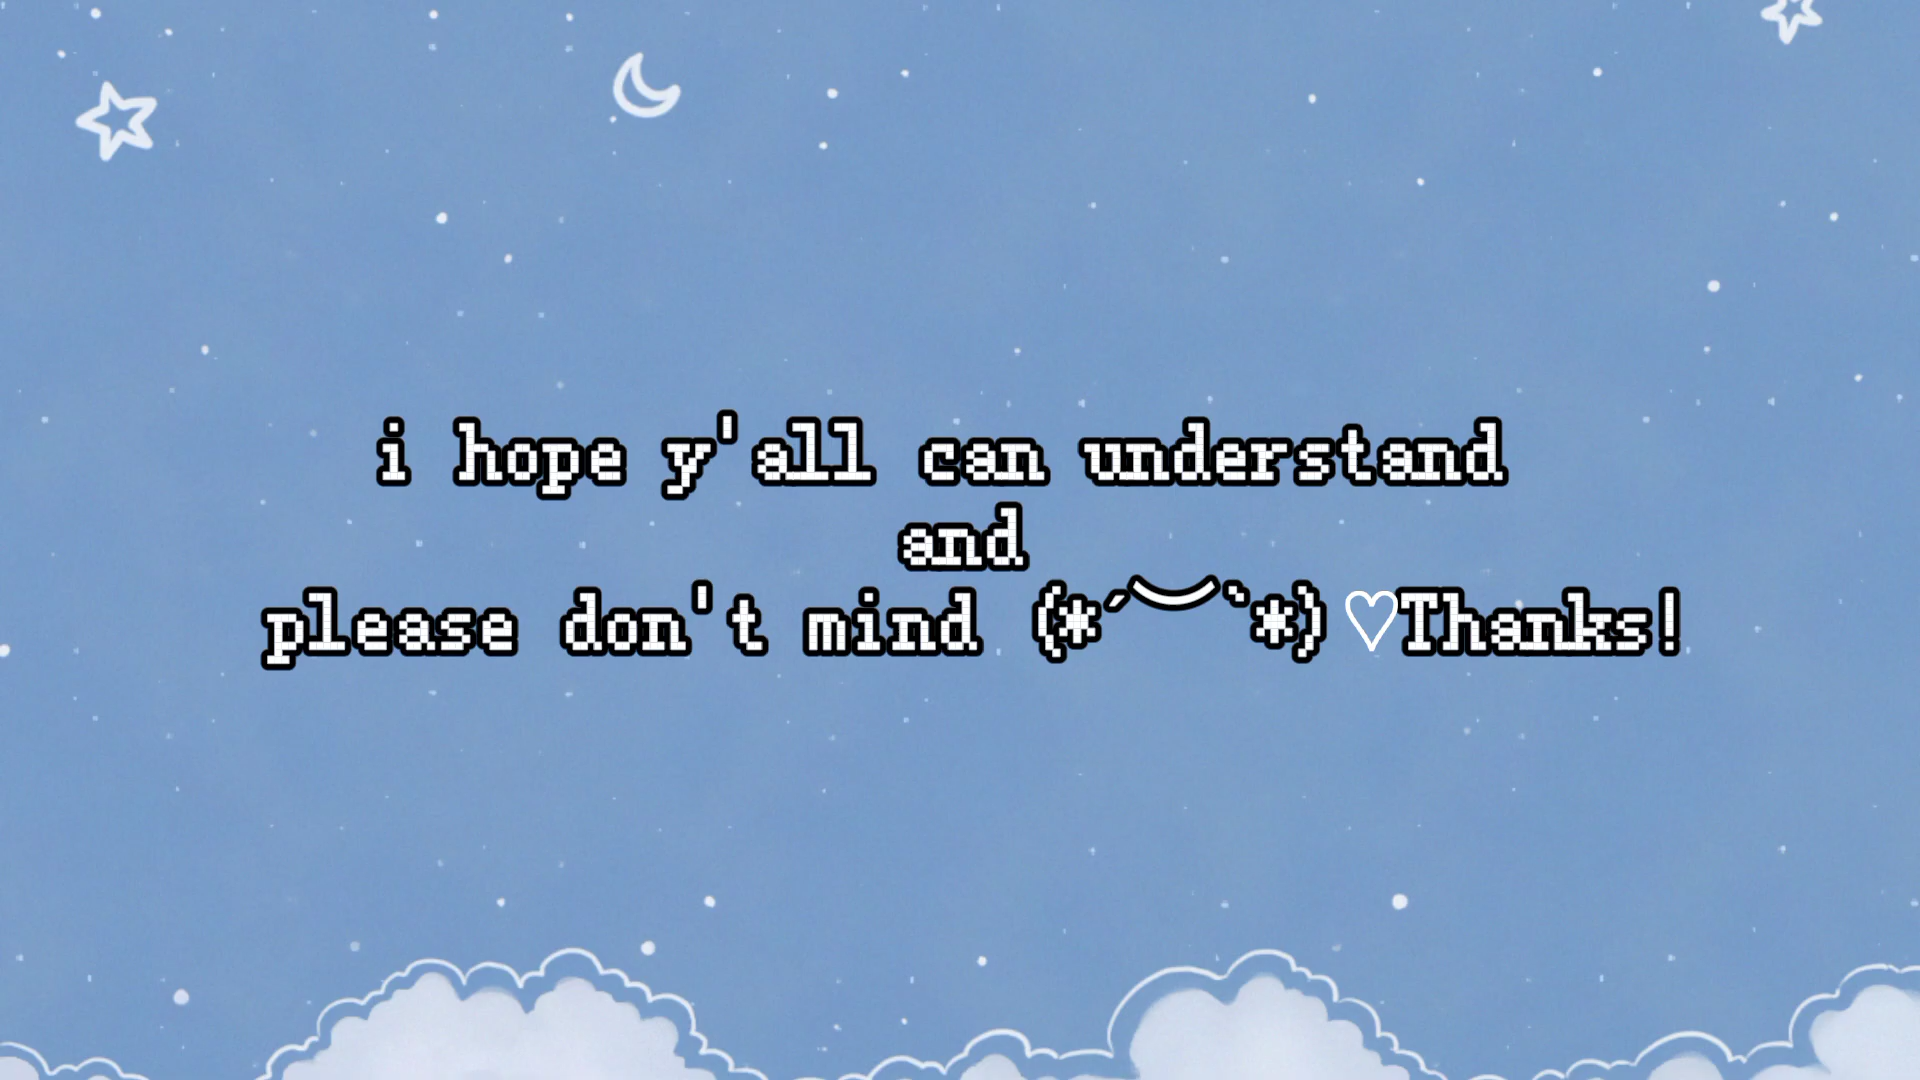 i hope y'all can understand
and
please don't mind (*´︶`*)♡Thanks!